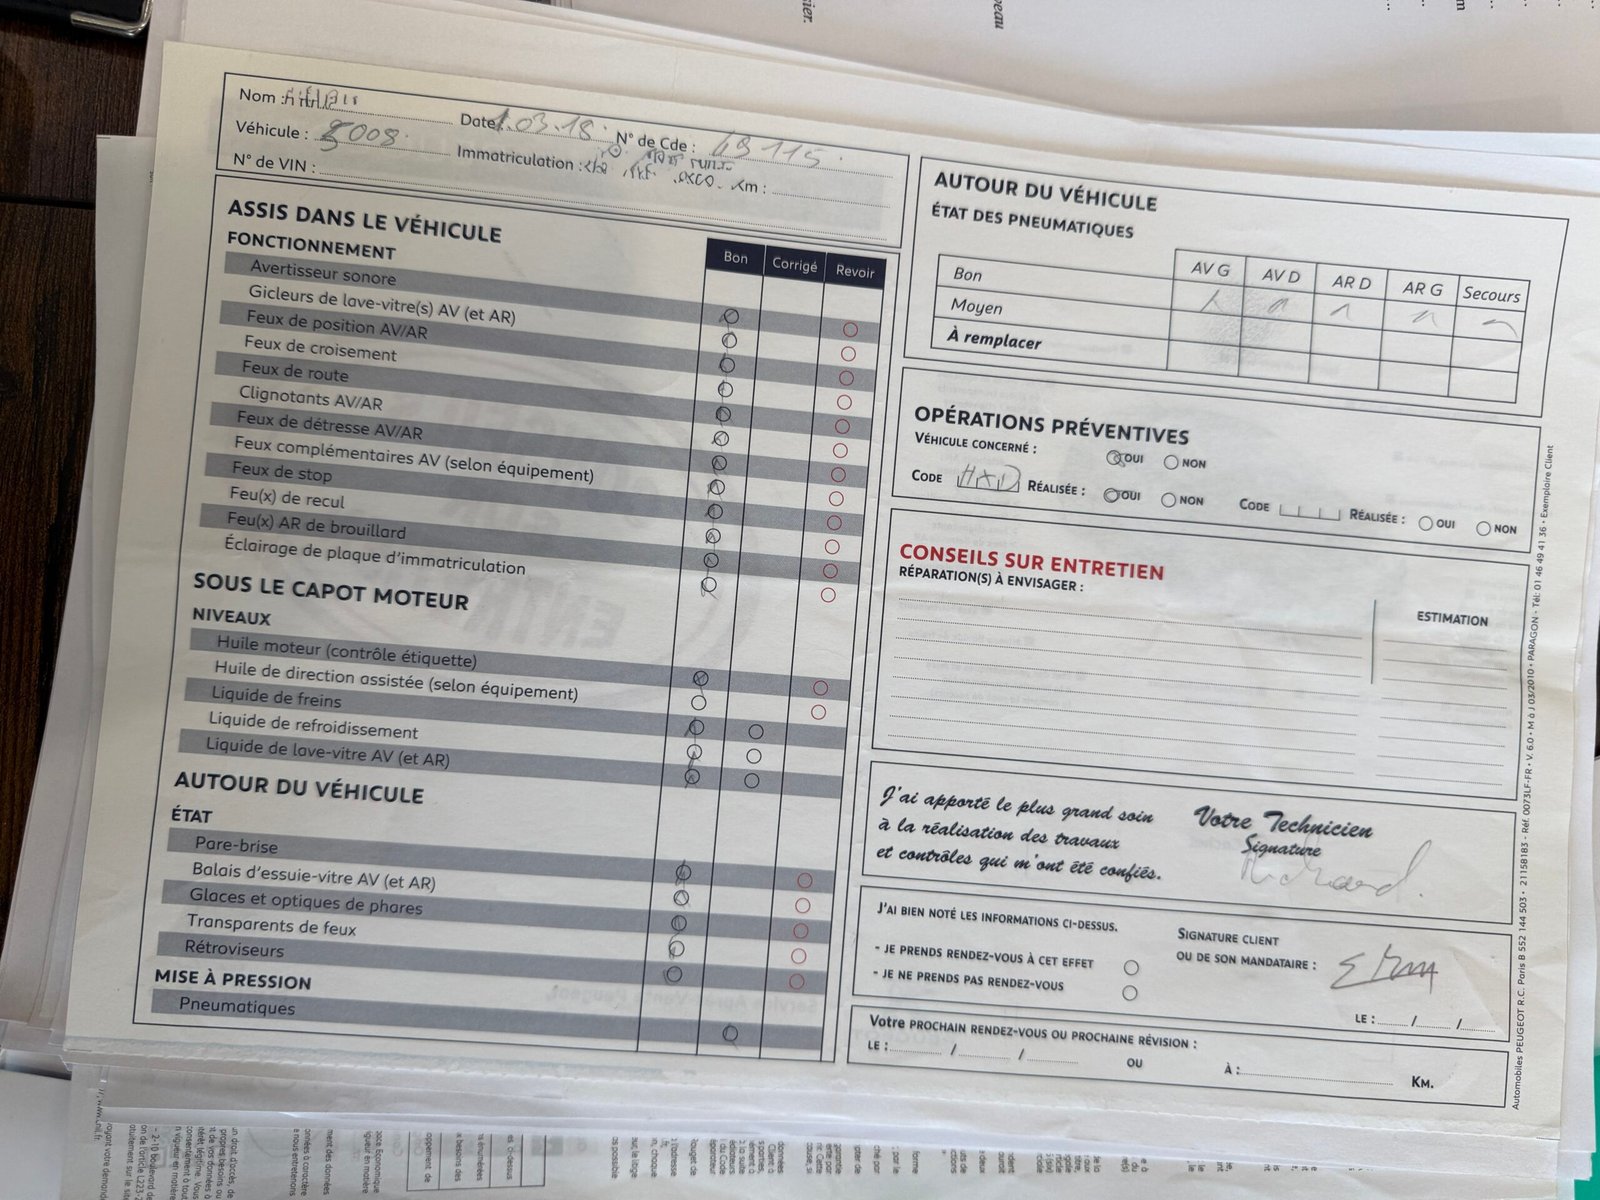 Nom :
Date 1.03.18
N° de Cde : 49115
Véhicule : 5008
Immatriculation :
Km :
N° de VIN :
ASSIS DANS LE VÉHICULE
FONCTIONNEMENT
Bon Corrigé Revoir
Avertisseur sonore
Gicleurs de lave-vitre(s) AV (et AR)
Feux de position AV/AR
Feux de croisement
Feux de route
Clignotants AV/AR
Feux de détresse AV/AR
Feux complémentaires AV (selon équipement)
Feux de stop
Feu(x) de recul
Feu(x) AR de brouillard
Éclairage de plaque d'immatriculation
SOUS LE CAPOT MOTEUR
NIVEAUX
Huile moteur (contrôle étiquette)
Huile de direction assistée (selon équipement)
Liquide de freins
Liquide de refroidissement
Liquide de lave-vitre AV (et AR)
AUTOUR DU VÉHICULE
ÉTAT
Pare-brise
Balais d'essuie-vitre AV (et AR)
Glaces et optiques de phares
Transparents de feux
Rétroviseurs
MISE À PRESSION
Pneumatiques
AUTOUR DU VÉHICULE
ÉTAT DES PNEUMATIQUES
AV G AV D AR D AR G Secours
Bon
Moyen
À remplacer
OPÉRATIONS PRÉVENTIVES
VÉHICULE CONCERNÉ : OUI NON
CODE HXD RÉALISÉE : OUI NON CODE RÉALISÉE : OUI NON
CONSEILS SUR ENTRETIEN
RÉPARATION(S) À ENVISAGER :
ESTIMATION
J'ai apporté le plus grand soin
à la réalisation des travaux
et contrôles qui m'ont été confiés.
Votre Technicien
Signature
J'AI BIEN NOTÉ LES INFORMATIONS CI-DESSUS.
- JE PRENDS RENDEZ-VOUS À CET EFFET
- JE NE PRENDS PAS RENDEZ-VOUS
SIGNATURE CLIENT
OU DE SON MANDATAIRE :
LE : / /
Votre PROCHAIN RENDEZ-VOUS OU PROCHAINE RÉVISION :
LE : / / OU À : KM.
Automobiles PEUGEOT R.C. Paris B 552 144 503 • 21158183 - Réf. 0073LF-FR • V. 6.0 • M à J 03/2010 • PARAGON - Tél: 01 46 49 41 36 • Exemplaire Client